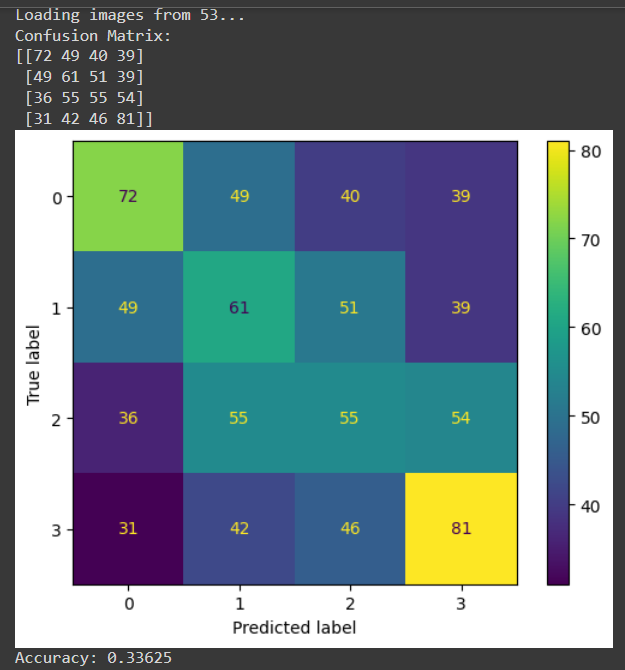 Loading images from 53...
Confusion Matrix:
[[72 49 40 39]
 [49 61 51 39]
 [36 55 55 54]
 [31 42 46 81]]
True label
0 72 49 40 39
1 49 61 51 39
2 36 55 55 54
3 31 42 46 81
0 1 2 3
Predicted label
80
70
60
50
40
Accuracy: 0.33625